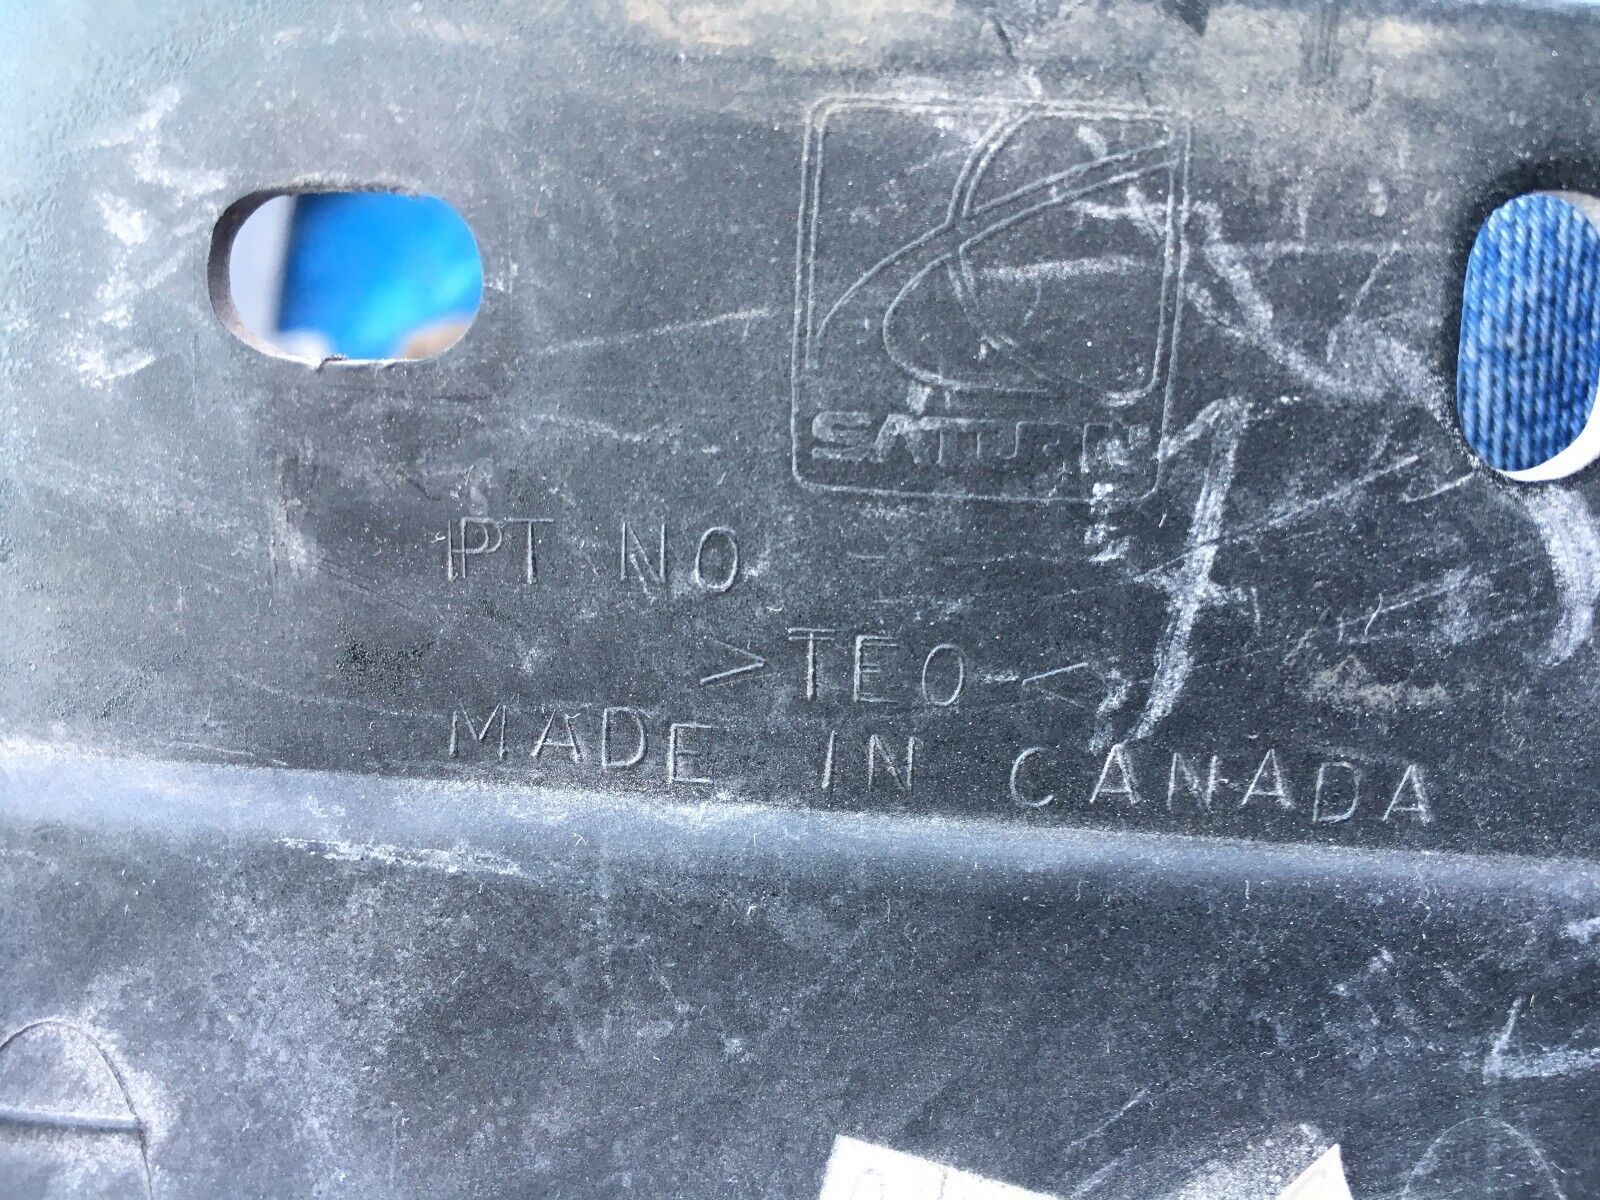 SATURN
PT NO
>TEO<
MADE IN CANADA